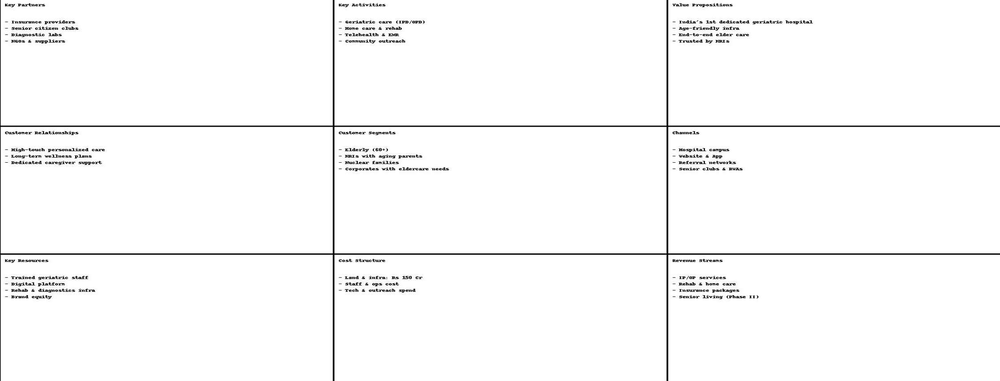 Key Partners
- Insurance providers
- Senior citizen clubs
- Diagnostic labs
- NGOs & suppliers
Key Activities
- Geriatric care (IPD/OPD)
- Home care & rehab
- Telehealth & EMR
- Community outreach
Value Propositions
- India's 1st dedicated geriatric hospital
- Age-friendly infra
- End-to-end elder care
- Trusted by NRIs
Customer Relationships
- High-touch personalized care
- Long-term wellness plans
- Dedicated caregiver support
Customer Segments
- Elderly (60+)
- NRIs with aging parents
- Nuclear families
- Corporates with eldercare needs
Channels
- Hospital campus
- Website & App
- Referral networks
- Senior clubs & RWAs
Key Resources
- Trained geriatric staff
- Digital platform
- Rehab & diagnostics infra
- Brand equity
Cost Structure
- Land & infra: Rs 150 Cr
- Staff & ops cost
- Tech & outreach spend
Revenue Streams
- IP/OP services
- Rehab & home care
- Insurance packages
- Senior living (Phase II)